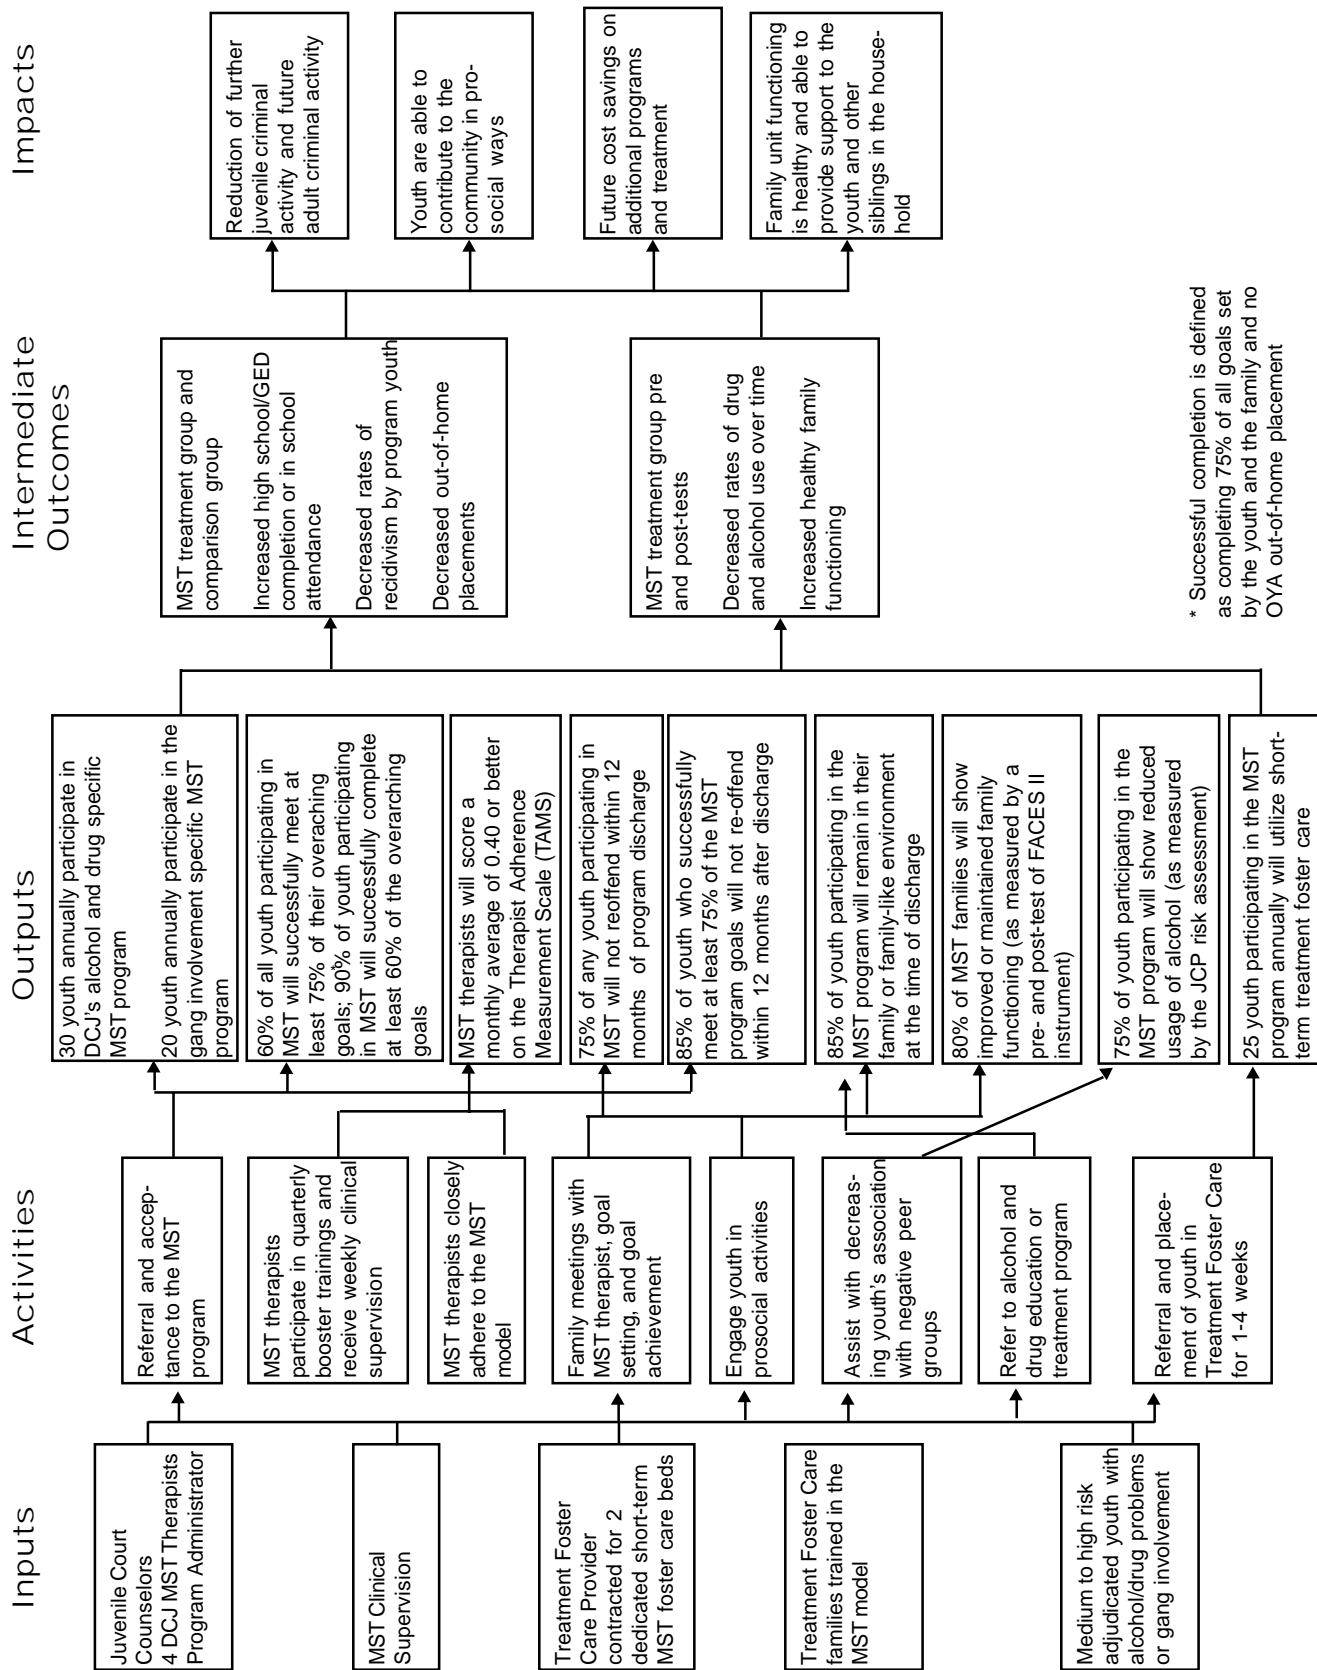 Inputs
Juvenile Court
Counselors
4 DCJ MST Therapists
Program Administrator
MST Clinical
Supervision
Treatment Foster
Care Provider
contracted for 2
dedicated short-term
MST foster care beds
Treatment Foster Care
families trained in the
MST model
Medium to high risk
adjudicated youth with
alcohol/drug problems
or gang involvement
Activities
Referral and accep-
tance to the MST
program
MST therapists
participate in quarterly
booster trainings and
receive weekly clinical
supervision
MST therapists closely
adhere to the MST
model
Family meetings with
MST therapist, goal
setting, and goal
achievement
Engage youth in
prosocial activities
Assist with decreas-
ing youth's association
with negative peer
groups
Refer to alcohol and
drug education or
treatment program
Referral and place-
ment of youth in
Treatment Foster Care
for 1-4 weeks
Outputs
30 youth annually participate in
DCJ's alcohol and drug specific
MST program
20 youth annually participate in the
gang involvement specific MST
program
60% of all youth participating in
MST will successfully meet at
least 75% of their overaching
goals; 90%* of youth participating
in MST will successfully complete
at least 60% of the overarching
goals
MST therapists will score a
monthly average of 0.40 or better
on the Therapist Adherence
Measurement Scale (TAMS)
75% of any youth participating in
MST will not reoffend within 12
months of program discharge
85% of youth who successfully
meet at least 75% of the MST
program goals will not re-offend
within 12 months after discharge
85% of youth participating in the
MST program will remain in their
family or family-like environment
at the time of discharge
80% of MST families will show
improved or maintained family
functioning (as measured by a
pre- and post-test of FACES II
instrument)
75% of youth participating in the
MST program will show reduced
usage of alcohol (as measured
by the JCP risk assessment)
25 youth participating in the MST
program annually will utilize short-
term treatment foster care
Intermediate
Outcomes
MST treatment group and
comparison group
Increased high school/GED
completion or in school
attendance
Decreased rates of
recidivism by program youth
Decreased out-of-home
placements
MST treatment group pre
and post-tests
Decreased rates of drug
and alcohol use over time
Increased healthy family
functioning
* Successful completion is defined
as completing 75% of all goals set
by the youth and the family and no
OYA out-of-home placement
Impacts
Reduction of further
juvenile criminal
activity and future
adult criminal activity
Youth are able to
contribute to the
community in pro-
social ways
Future cost savings on
additional programs
and treatment
Family unit functioning
is healthy and able to
provide support to the
youth and other
siblings in the house-
hold